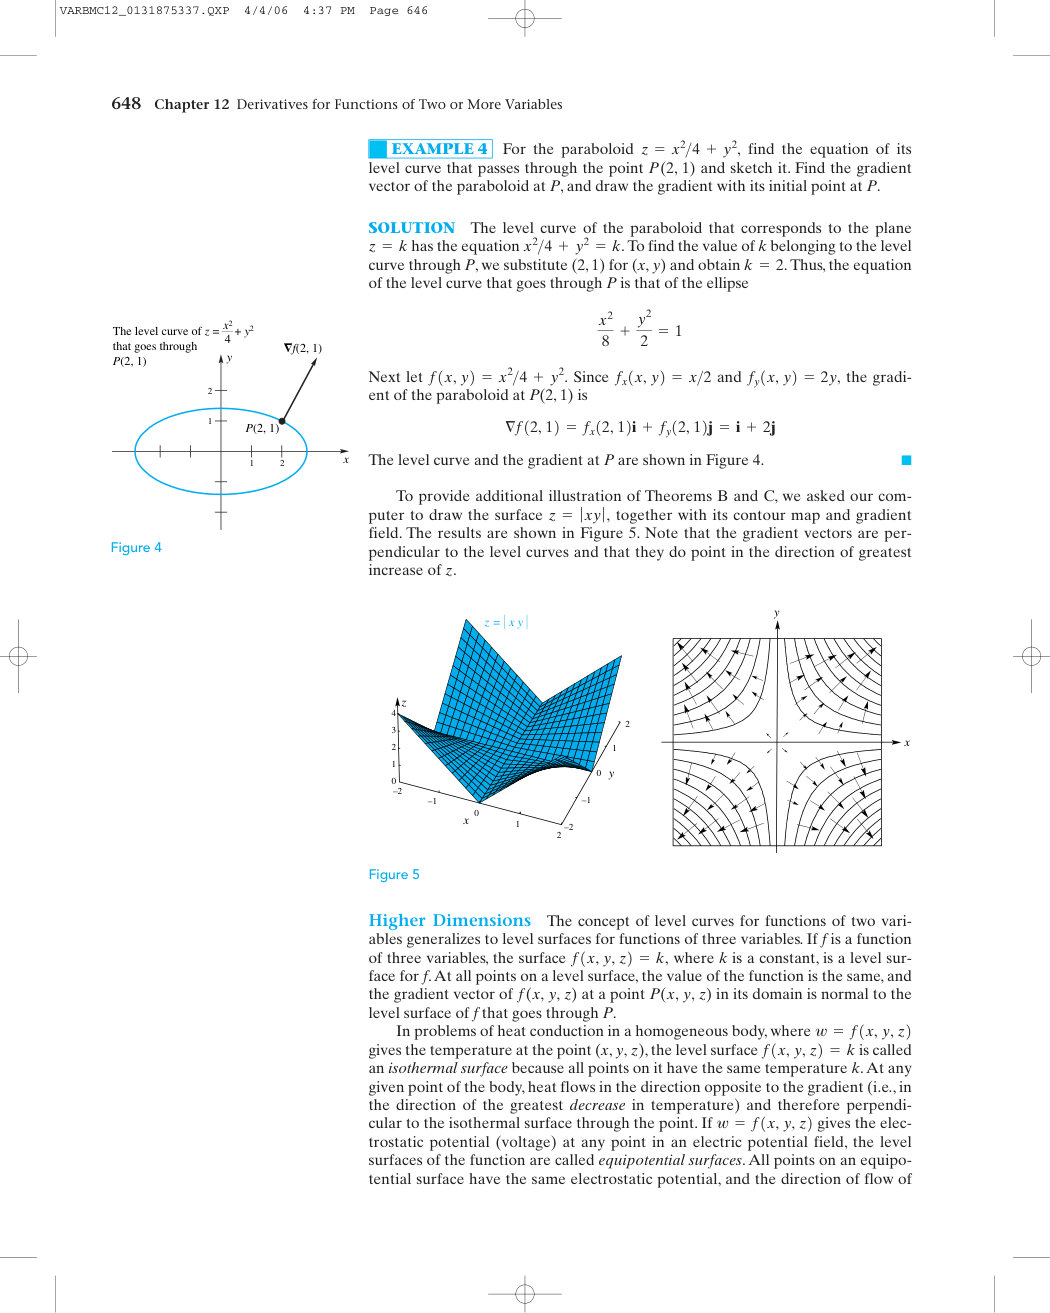 VARBMC12_0131875337.QXP 4/4/06 4:37 PM Page 646
648 Chapter 12 Derivatives for Functions of Two or More Variables
EXAMPLE 4 For the paraboloid z = x²/4 + y², find the equation of its
level curve that passes through the point P(2, 1) and sketch it. Find the gradient
vector of the paraboloid at P, and draw the gradient with its initial point at P.
SOLUTION The level curve of the paraboloid that corresponds to the plane
z = k has the equation x²/4 + y² = k. To find the value of k belonging to the level
curve through P, we substitute (2, 1) for (x, y) and obtain k = 2. Thus, the equation
of the level curve that goes through P is that of the ellipse
x²/8 + y²/2 = 1
Next let f(x, y) = x²/4 + y². Since fx(x, y) = x/2 and fy(x, y) = 2y, the gradi-
ent of the paraboloid at P(2, 1) is
∇f(2, 1) = fx(2, 1)i + fy(2, 1)j = i + 2j
The level curve and the gradient at P are shown in Figure 4.
The level curve of z = x²/4 + y²
that goes through
P(2, 1)
∇f(2, 1)
y
2
1
P(2, 1)
1 2 x
Figure 4
To provide additional illustration of Theorems B and C, we asked our com-
puter to draw the surface z = |xy|, together with its contour map and gradient
field. The results are shown in Figure 5. Note that the gradient vectors are per-
pendicular to the level curves and that they do point in the direction of greatest
increase of z.
z = | x y |
z
4
3
2
1
0
–2
–1
0
x
1
2
–2
–1
0 y
1
2
y
x
Figure 5
Higher Dimensions The concept of level curves for functions of two vari-
ables generalizes to level surfaces for functions of three variables. If f is a function
of three variables, the surface f(x, y, z) = k, where k is a constant, is a level sur-
face for f. At all points on a level surface, the value of the function is the same, and
the gradient vector of f(x, y, z) at a point P(x, y, z) in its domain is normal to the
level surface of f that goes through P.
In problems of heat conduction in a homogeneous body, where w = f(x, y, z)
gives the temperature at the point (x, y, z), the level surface f(x, y, z) = k is called
an isothermal surface because all points on it have the same temperature k. At any
given point of the body, heat flows in the direction opposite to the gradient (i.e., in
the direction of the greatest decrease in temperature) and therefore perpendi-
cular to the isothermal surface through the point. If w = f(x, y, z) gives the elec-
trostatic potential (voltage) at any point in an electric potential field, the level
surfaces of the function are called equipotential surfaces. All points on an equipo-
tential surface have the same electrostatic potential, and the direction of flow of